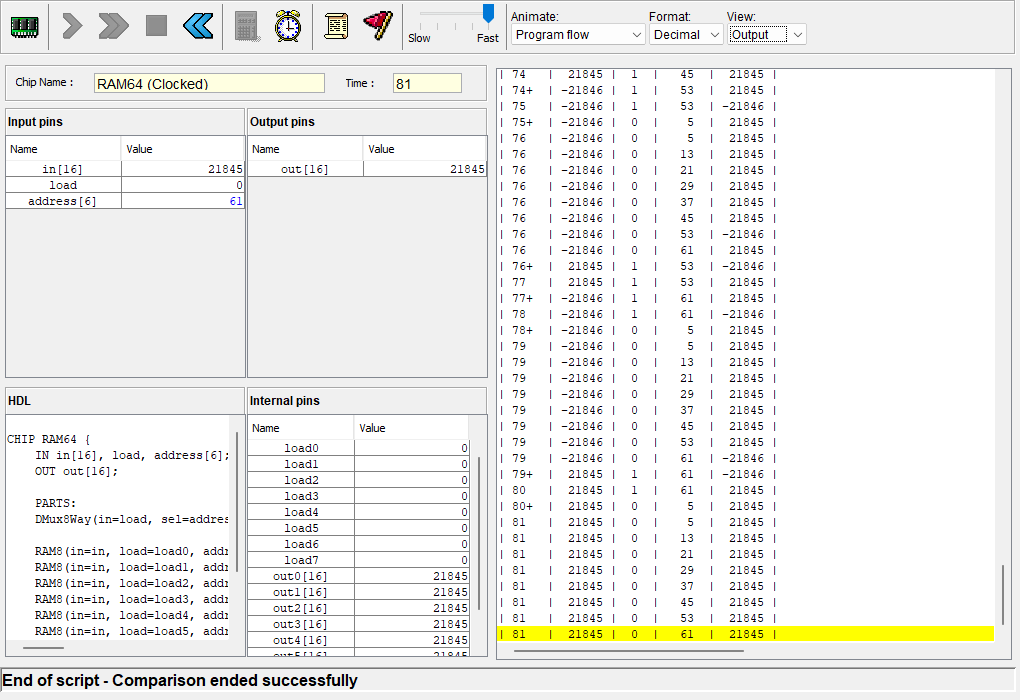 Slow
Fast
Animate:
Program flow
Format:
Decimal
View:
Output
Chip Name :
RAM64 (Clocked)
Time :
81
Input pins
Name Value
in[16] 21845
load 0
address[6] 61
Output pins
Name Value
out[16] 21845
HDL
CHIP RAM64 {
IN in[16], load, address[6];
OUT out[16];
PARTS:
DMux8Way(in=load, sel=addres
RAM8(in=in, load=load0, addr
RAM8(in=in, load=load1, addr
RAM8(in=in, load=load2, addr
RAM8(in=in, load=load3, addr
RAM8(in=in, load=load4, addr
RAM8(in=in, load=load5, addr
Internal pins
Name Value
load0 0
load1 0
load2 0
load3 0
load4 0
load5 0
load6 0
load7 0
out0[16] 21845
out1[16] 21845
out2[16] 21845
out3[16] 21845
out4[16] 21845
out5[16] 21845
| 74 | 21845 | 1 | 45 | 21845 |
| 74+ | -21846 | 1 | 53 | 21845 |
| 75 | -21846 | 1 | 53 | -21846 |
| 75+ | -21846 | 0 | 5 | 21845 |
| 76 | -21846 | 0 | 5 | 21845 |
| 76 | -21846 | 0 | 13 | 21845 |
| 76 | -21846 | 0 | 21 | 21845 |
| 76 | -21846 | 0 | 29 | 21845 |
| 76 | -21846 | 0 | 37 | 21845 |
| 76 | -21846 | 0 | 45 | 21845 |
| 76 | -21846 | 0 | 53 | -21846 |
| 76 | -21846 | 0 | 61 | 21845 |
| 76+ | 21845 | 1 | 53 | -21846 |
| 77 | 21845 | 1 | 53 | 21845 |
| 77+ | -21846 | 1 | 61 | 21845 |
| 78 | -21846 | 1 | 61 | -21846 |
| 78+ | -21846 | 0 | 5 | 21845 |
| 79 | -21846 | 0 | 5 | 21845 |
| 79 | -21846 | 0 | 13 | 21845 |
| 79 | -21846 | 0 | 21 | 21845 |
| 79 | -21846 | 0 | 29 | 21845 |
| 79 | -21846 | 0 | 37 | 21845 |
| 79 | -21846 | 0 | 45 | 21845 |
| 79 | -21846 | 0 | 53 | 21845 |
| 79 | -21846 | 0 | 61 | -21846 |
| 79+ | 21845 | 1 | 61 | -21846 |
| 80 | 21845 | 1 | 61 | 21845 |
| 80+ | 21845 | 0 | 5 | 21845 |
| 81 | 21845 | 0 | 5 | 21845 |
| 81 | 21845 | 0 | 13 | 21845 |
| 81 | 21845 | 0 | 21 | 21845 |
| 81 | 21845 | 0 | 29 | 21845 |
| 81 | 21845 | 0 | 37 | 21845 |
| 81 | 21845 | 0 | 45 | 21845 |
| 81 | 21845 | 0 | 53 | 21845 |
| 81 | 21845 | 0 | 61 | 21845 |
End of script - Comparison ended successfully